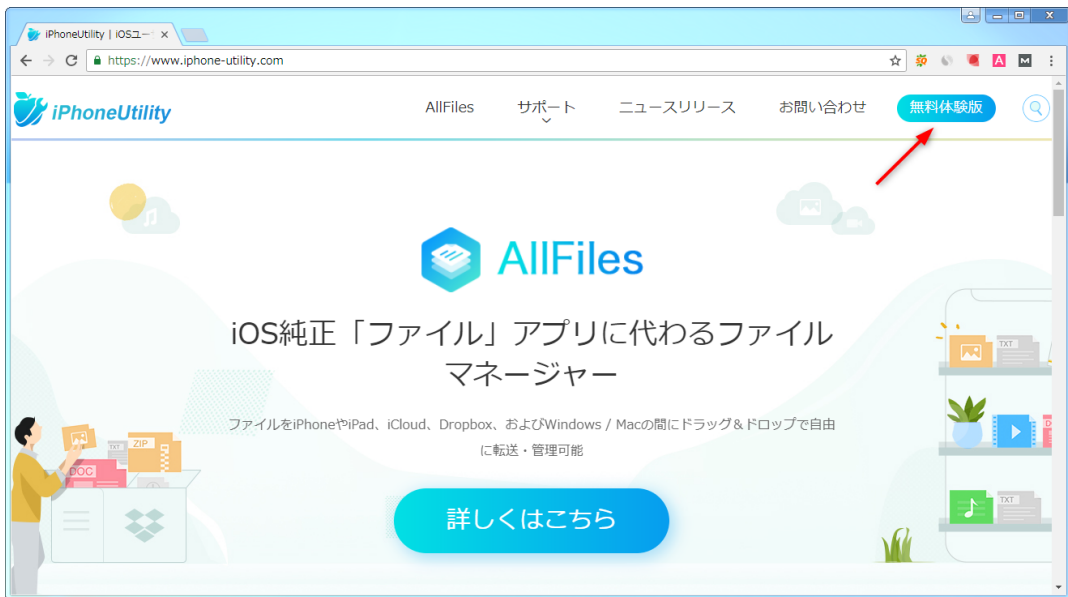 iPhoneUtility | iOSユー
https://www.iphone-utility.com
iPhoneUtility
AllFiles
サポート
ニュースリリース
お問い合わせ
無料体験版
AllFiles
iOS純正「ファイル」アプリに代わるファイル
マネージャー
ファイルをiPhoneやiPad、iCloud、Dropbox、およびWindows / Macの間にドラッグ＆ドロップで自由
に転送・管理可能
詳しくはこちら
TXT
ZIP
DOC
TXT
TXT